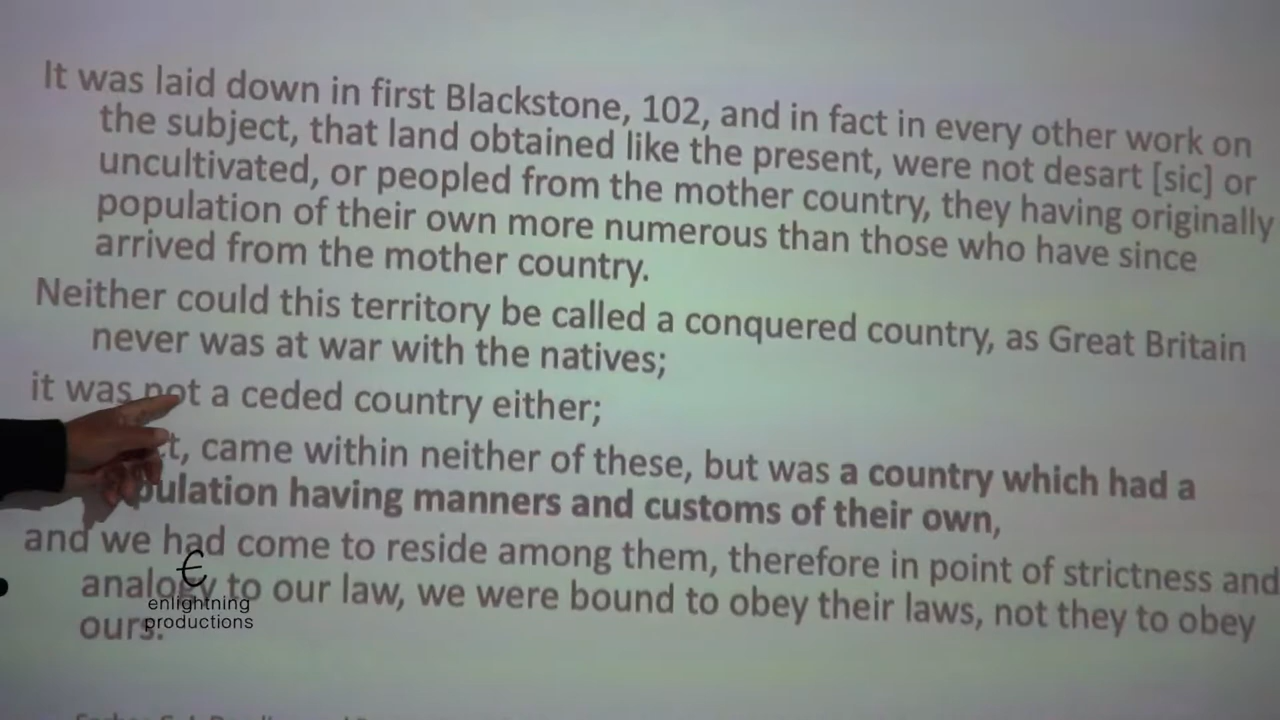 It was laid down in first Blackstone, 102, and in fact in every other work on
the subject, that land obtained like the present, were not desart [sic] or
uncultivated, or peopled from the mother country, they having originally
population of their own more numerous than those who have since
arrived from the mother country.
Neither could this territory be called a conquered country, as Great Britain
never was at war with the natives;
it was not a ceded country either;
came within neither of these, but was a country which had a
having manners and customs of their own,
and we had come to reside among them, therefore in point of strictness and
analogy to our law, we were bound to obey their laws, not they to obey
ours.
€
enlightning
productions